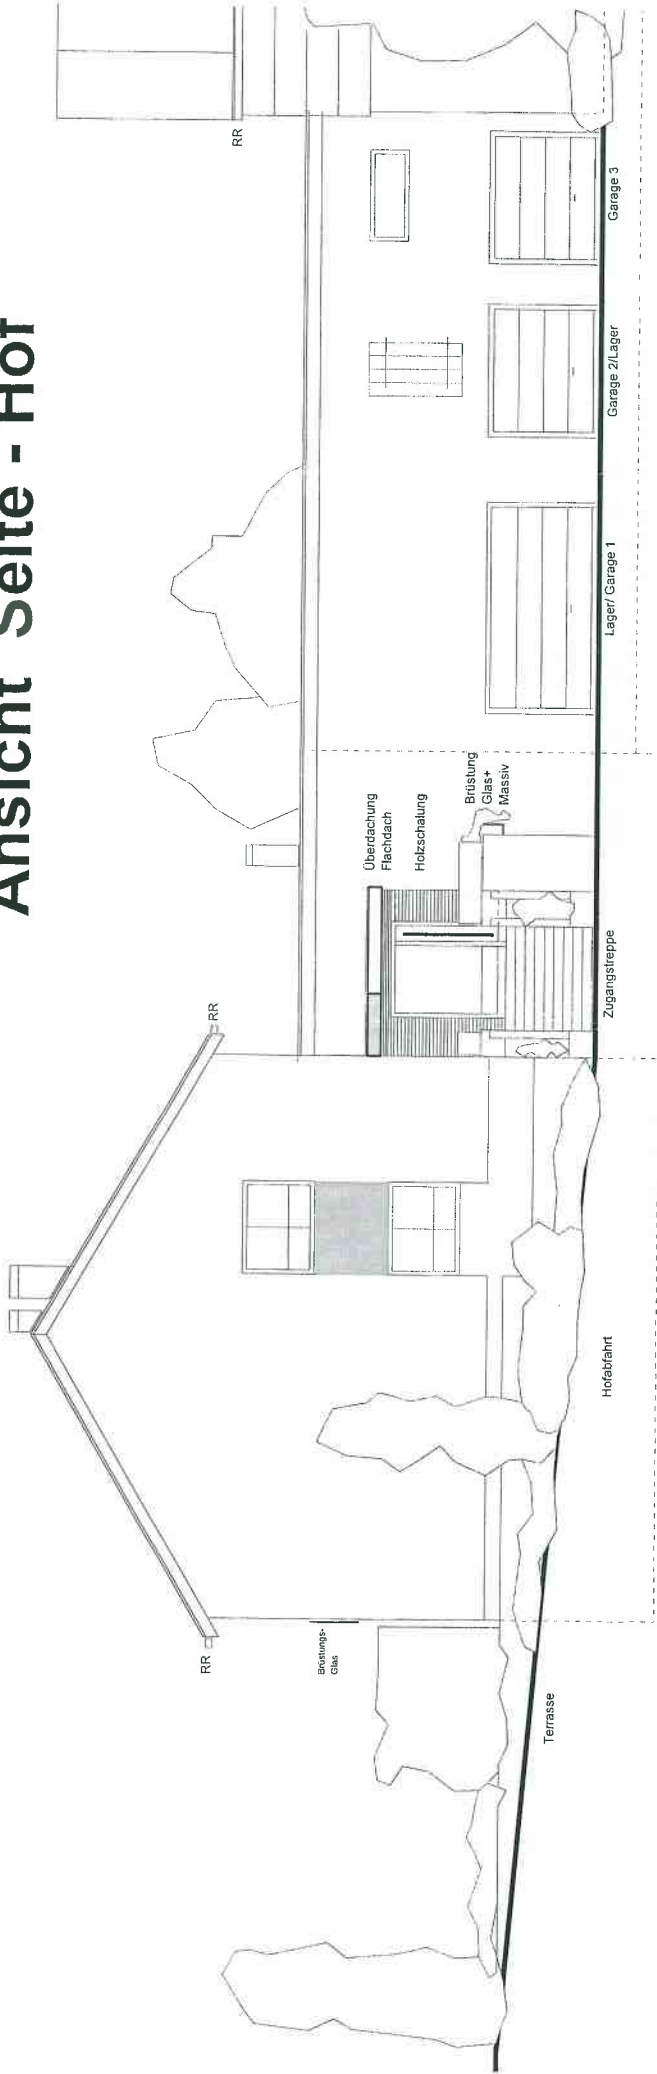 Ansicht Seite - Hof
RR
RR
RR
Brüstungs-
Glas
Überdachung
Flachdach
Holzschalung
Brüstung
Glas+
Massiv
Terrasse
Hofabfahrt
Zugangstreppe
Lager/ Garage 1
Garage 2/Lager
Garage 3